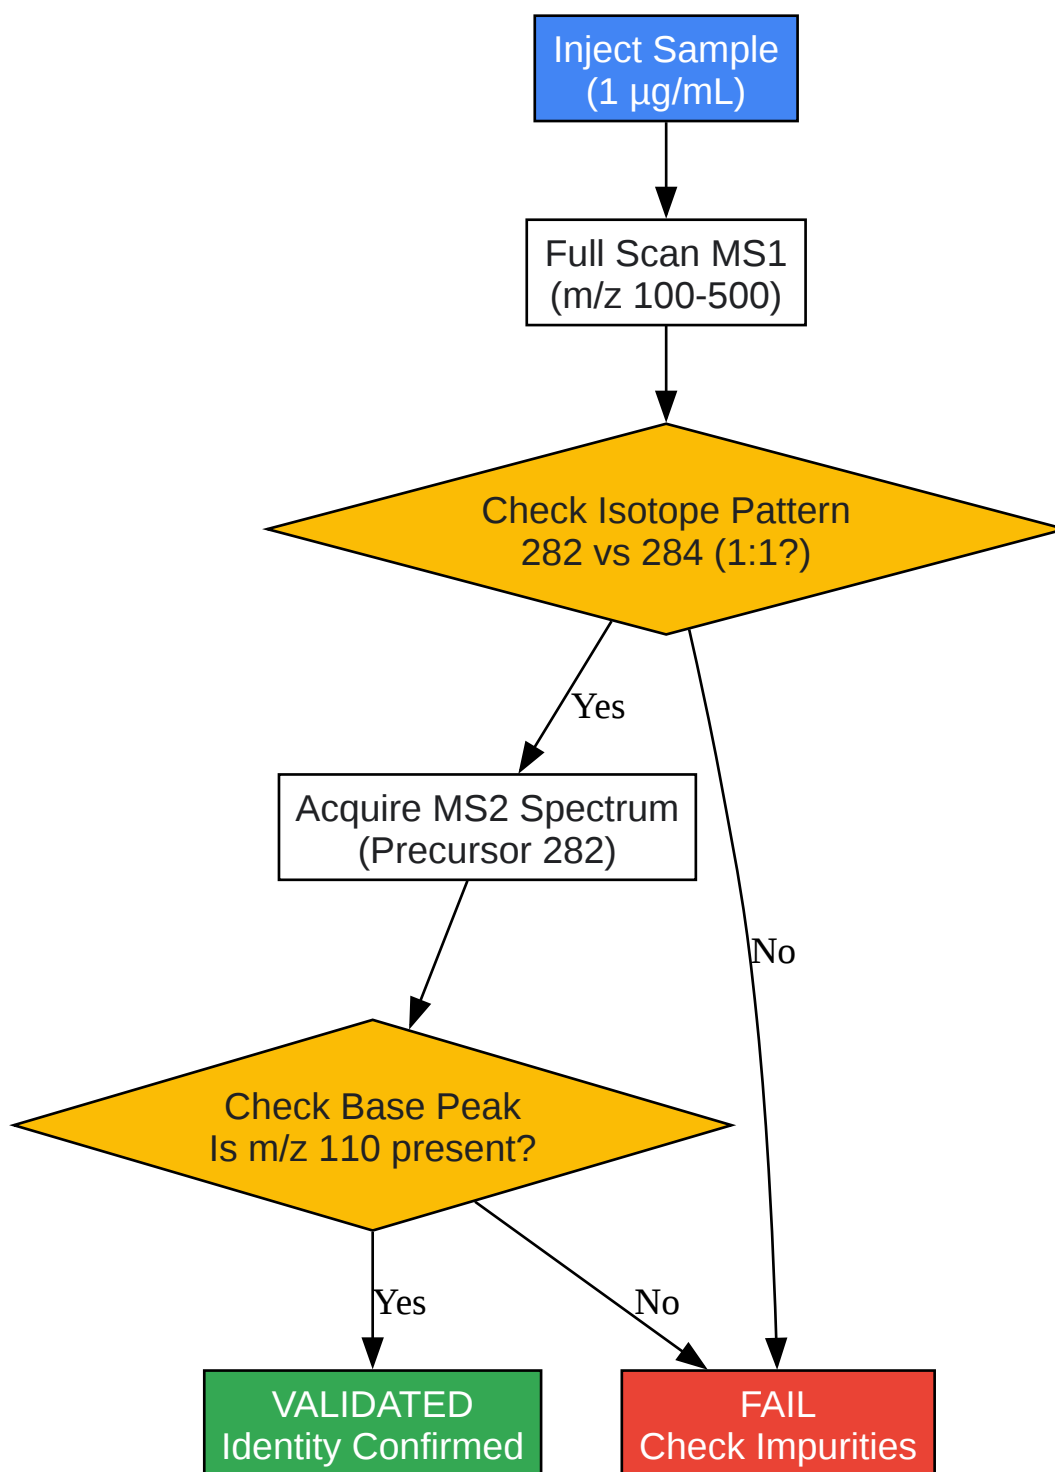 Inject Sample
(1 µg/mL)
Full Scan MS1
(m/z 100-500)
Check Isotope Pattern
282 vs 284 (1:1?)
Yes
Acquire MS2 Spectrum
(Precursor 282)
No
Check Base Peak
Is m/z 110 present?
Yes
No
VALIDATED
Identity Confirmed
FAIL
Check Impurities